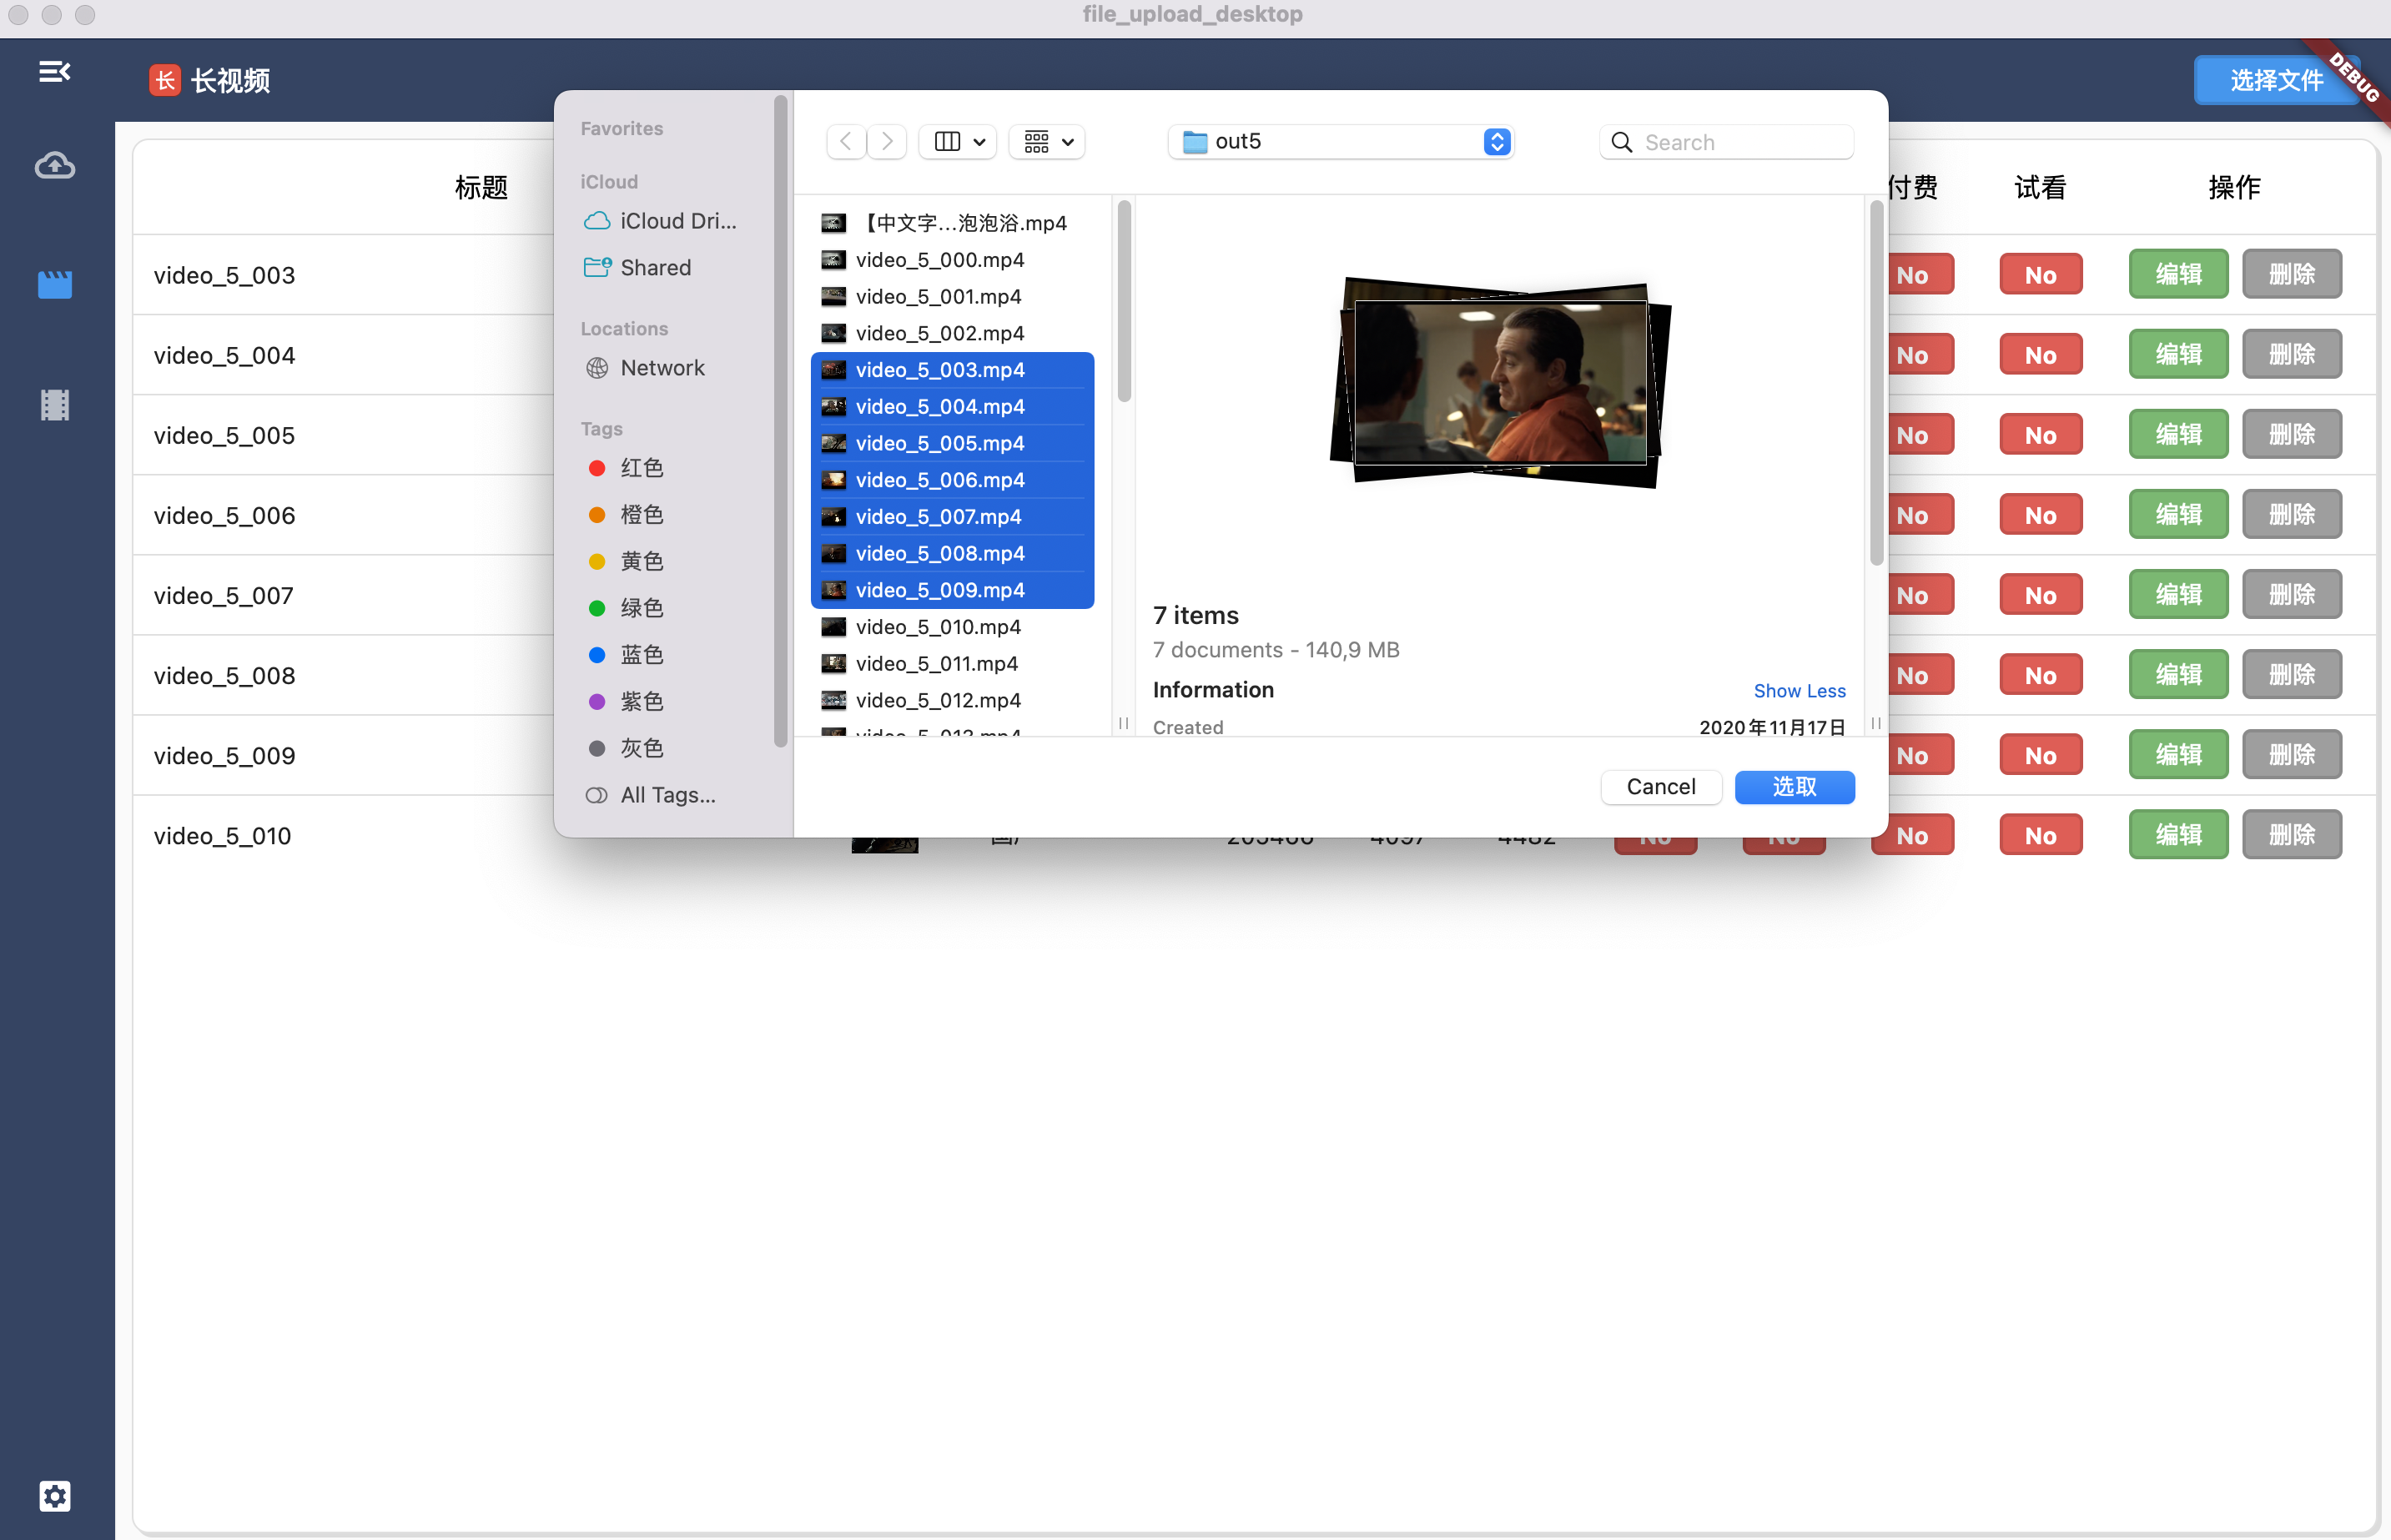 file_upload_desktop
长 长视频
选择文件
DEBUG
标题
付费
试看
操作
video_5_003
No
No
编辑
删除
video_5_004
No
No
编辑
删除
video_5_005
No
No
编辑
删除
video_5_006
No
No
编辑
删除
video_5_007
No
No
编辑
删除
video_5_008
No
No
编辑
删除
video_5_009
No
No
编辑
删除
video_5_010
4097
4482
No
No
No
No
编辑
删除
Favorites
iCloud
iCloud Dri...
Shared
Locations
Network
Tags
红色
橙色
黄色
绿色
蓝色
紫色
灰色
All Tags...
out5
Search
【中文字...泡泡浴.mp4
video_5_000.mp4
video_5_001.mp4
video_5_002.mp4
video_5_003.mp4
video_5_004.mp4
video_5_005.mp4
video_5_006.mp4
video_5_007.mp4
video_5_008.mp4
video_5_009.mp4
video_5_010.mp4
video_5_011.mp4
video_5_012.mp4
video_5_013.mp4
7 items
7 documents - 140,9 MB
Information
Show Less
Created
2020年11月17日
Cancel
选取